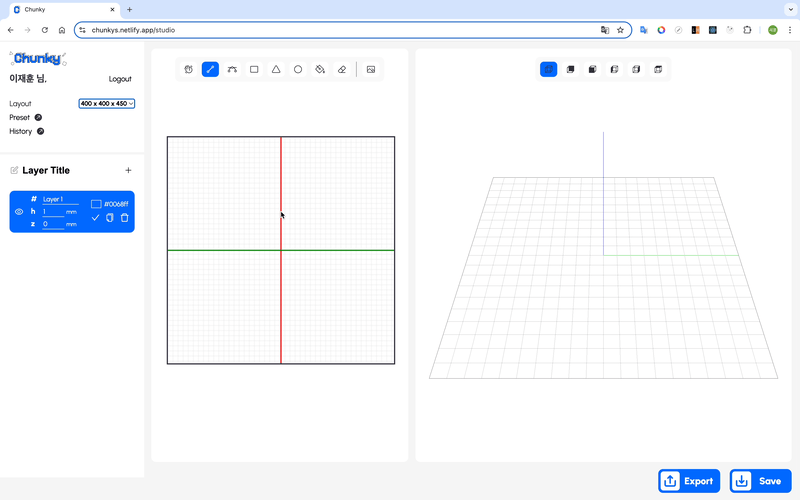 Chunky
chunkys.netlify.app/studio
Chunky
이재훈 님,
Logout
Layout
400 x 400 x 450
Preset
History
Layer Title
# Layer 1
#0068ff
h 1 mm
z 0 mm
Export
Save